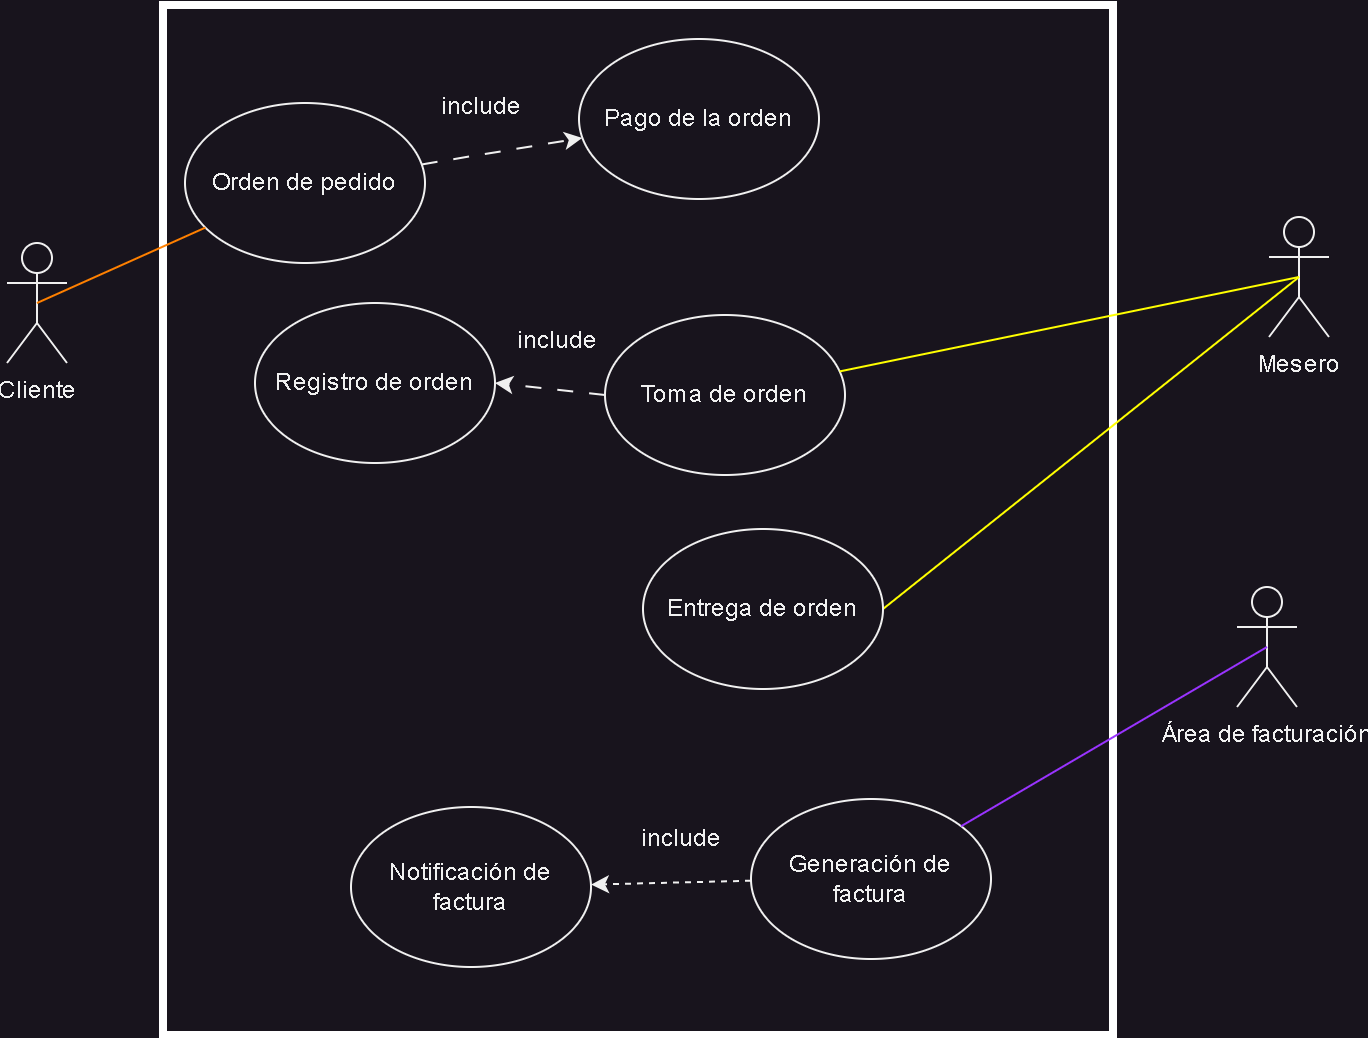 include
Pago de la orden
Orden de pedido
Cliente
include
Registro de orden
Toma de orden
Mesero
Entrega de orden
Área de facturación
include
Notificación de
factura
Generación de
factura